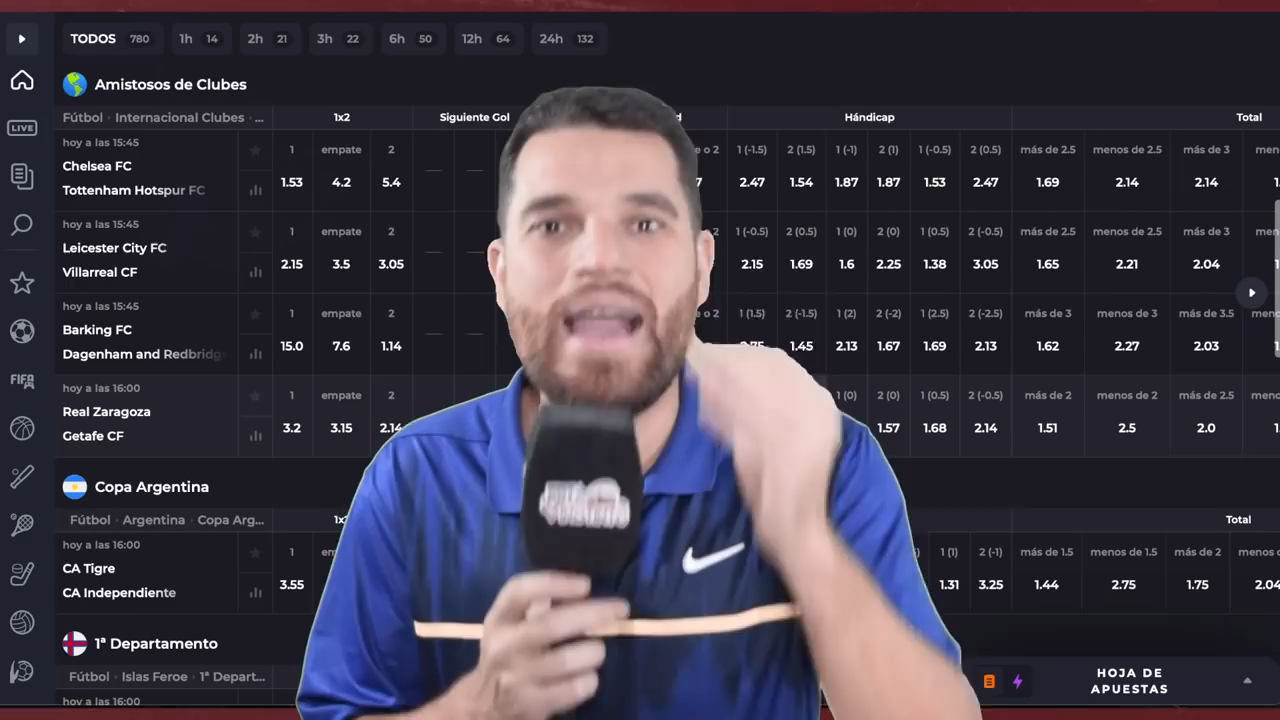 TODOS 780 1h 14 2h 21 3h 22 6h 50 12h 64 24h 132
Amistosos de Clubes
Fútbol · Internacional Clubes · ... 1x2 Siguiente Gol Hándicap Total
hoy a las 15:45 1 empate 2 1 (-1.5) 2 (1.5) 1 (-1) 2 (1) 1 (-0.5) 2 (0.5) más de 2.5 menos de 2.5 más de 3
LIVE
Chelsea FC
Tottenham Hotspur FC 1.53 4.2 5.4 2.47 1.54 1.87 1.87 1.53 2.47 1.69 2.14 2.14
hoy a las 15:45 1 empate 2 1 (-0.5) 2 (0.5) 1 (0) 2 (0) 1 (0.5) 2 (-0.5) más de 2.5 menos de 2.5 más de 3
Leicester City FC
Villarreal CF 2.15 3.5 3.05 2.15 1.69 1.6 2.25 1.38 3.05 1.65 2.21 2.04
hoy a las 15:45 1 empate 2 e o 2 1 (1.5) 2 (-1.5) 1 (2) 2 (-2) 1 (2.5) 2 (-2.5) más de 3 menos de 3 más de 3.5
Barking FC
Dagenham and Redbridg 15.0 7.6 1.14 1.45 2.13 1.67 1.69 2.13 1.62 2.27 2.03
FIFA
hoy a las 16:00 1 empate 2 1 (0) 2 (0) 1 (0.5) 2 (-0.5) más de 2 menos de 2 más de 2.5
Real Zaragoza
Getafe CF 3.2 3.15 2.14 1.57 1.68 2.14 1.51 2.5 2.0
Copa Argentina
Fútbol · Argentina · Copa Arg... Total
hoy a las 16:00 1 1 (1) 2 (-1) más de 1.5 menos de 1.5 más de 2
CA Tigre
CA Independiente 3.55 1.31 3.25 1.44 2.75 1.75 2.04
1ª Departamento
Fútbol · Islas Feroe · 1ª Depart...
hoy a las 16:00
HOJA DE
APUESTAS